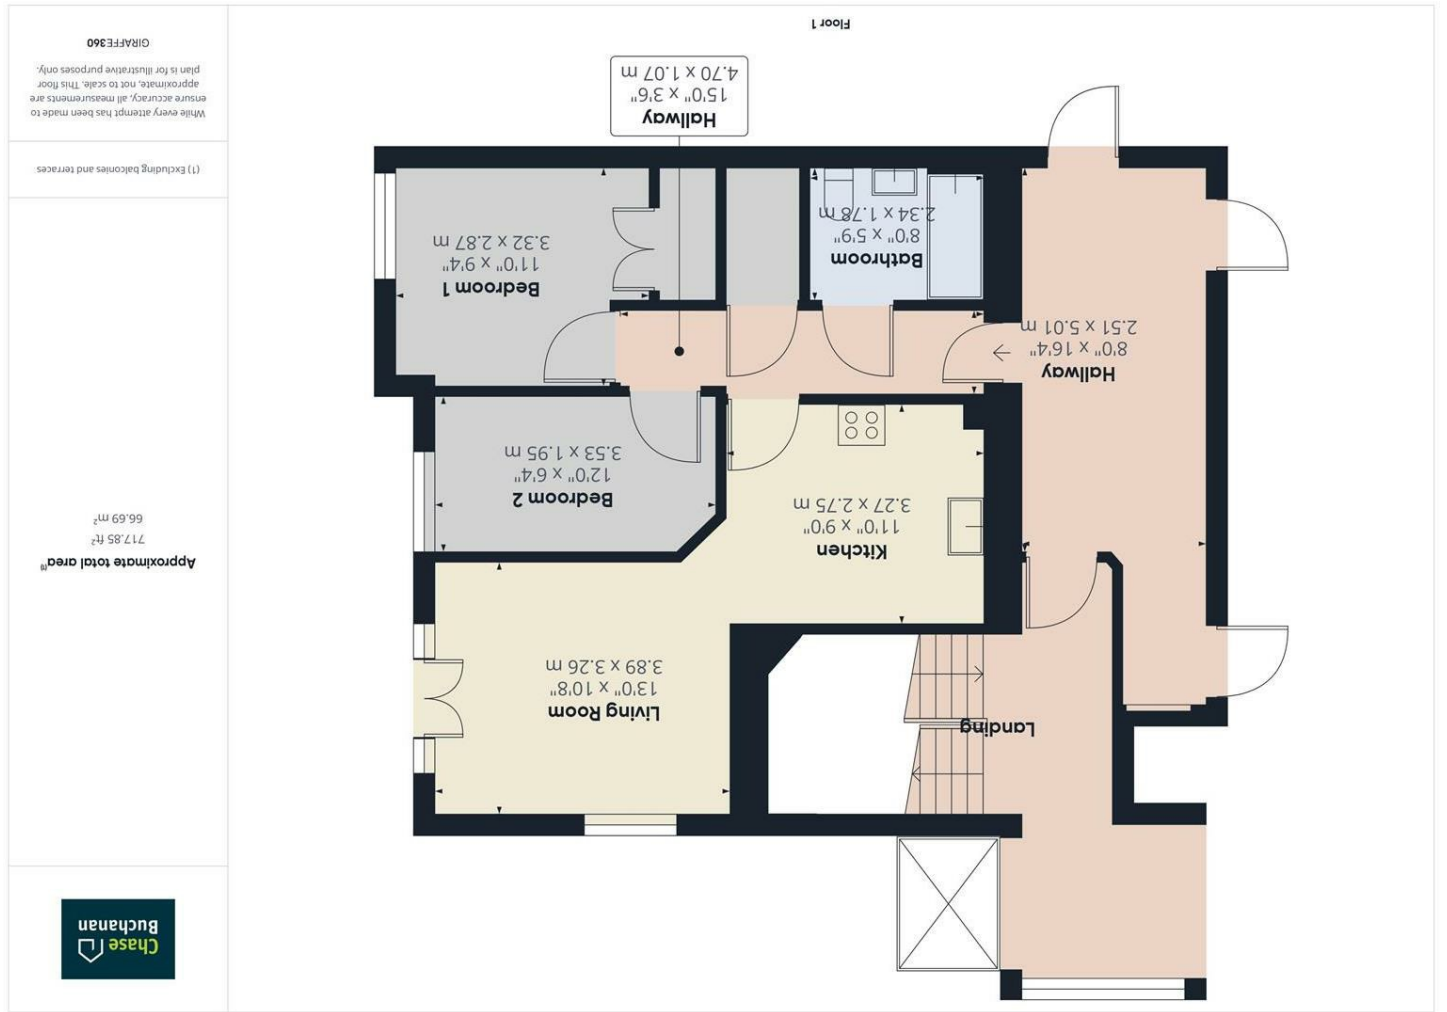 Chase
Buchanan
Approximate total area⁽¹⁾
717.85 ft²
66.69 m²
(1) Excluding balconies and terraces
While every attempt has been made to
ensure accuracy, all measurements are
approximate, not to scale. This floor
plan is for illustrative purposes only.
GIRAFFE360
Landing
Living Room
13'0" x 10'8"
3.89 x 3.26 m
Kitchen
11'0" x 9'0"
3.27 x 2.75 m
Bedroom 2
12'0" x 6'4"
3.53 x 1.95 m
Hallway
8'0" x 16'4"
2.51 x 5.01 m
Bedroom 1
11'0" x 9'4"
3.32 x 2.87 m
Bathroom
8'0" x 5'9"
2.34 x 1.78 m
Hallway
15'0" x 3'6"
4.70 x 1.07 m
Floor 1